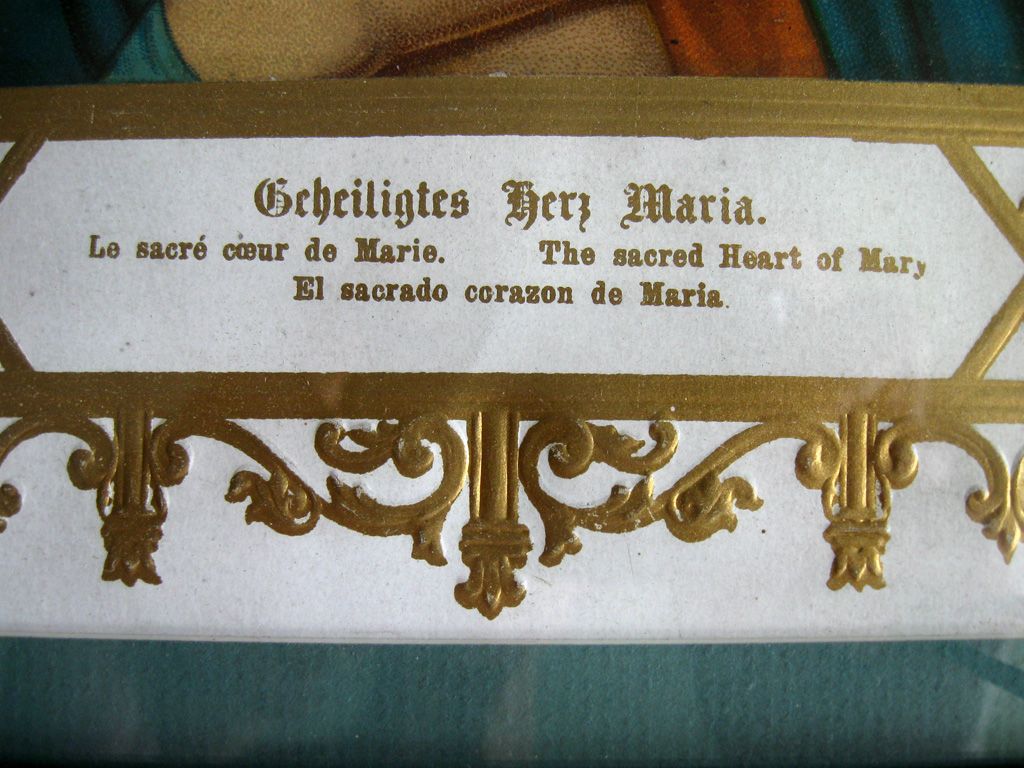 Geheiligtes Herz Maria.
Le sacré cœur de Marie. The sacred Heart of Mary
El sacrado corazon de Maria.